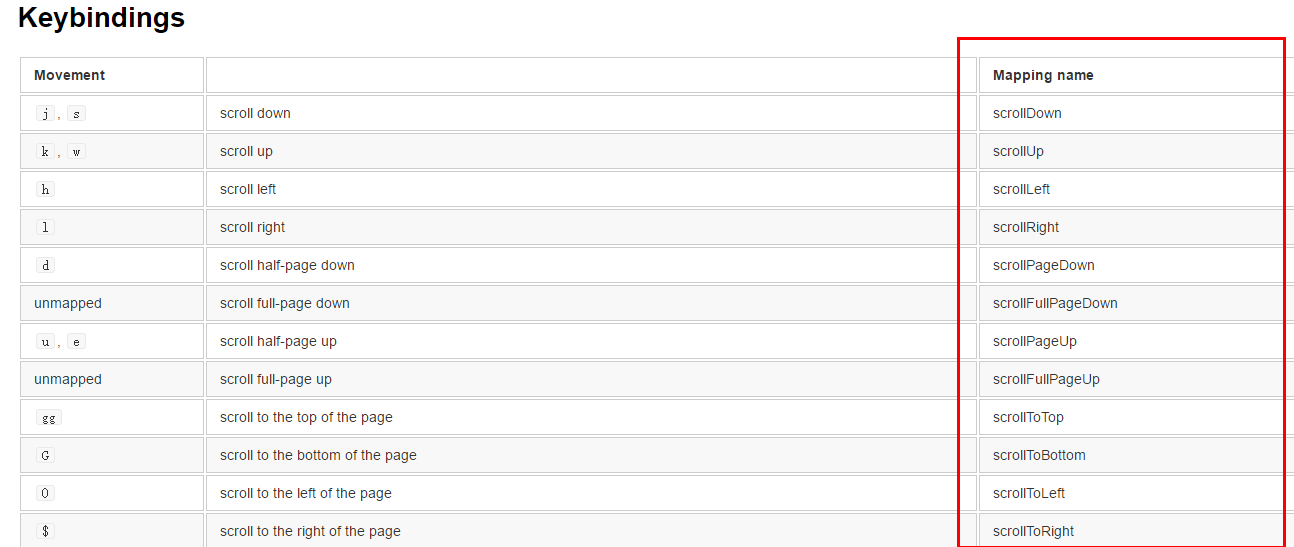 Keybindings
Movement Mapping name
j, s scroll down scrollDown
k, w scroll up scrollUp
h scroll left scrollLeft
l scroll right scrollRight
d scroll half-page down scrollPageDown
unmapped scroll full-page down scrollFullPageDown
u, e scroll half-page up scrollPageUp
unmapped scroll full-page up scrollFullPageUp
gg scroll to the top of the page scrollToTop
G scroll to the bottom of the page scrollToBottom
0 scroll to the left of the page scrollToLeft
$ scroll to the right of the page scrollToRight